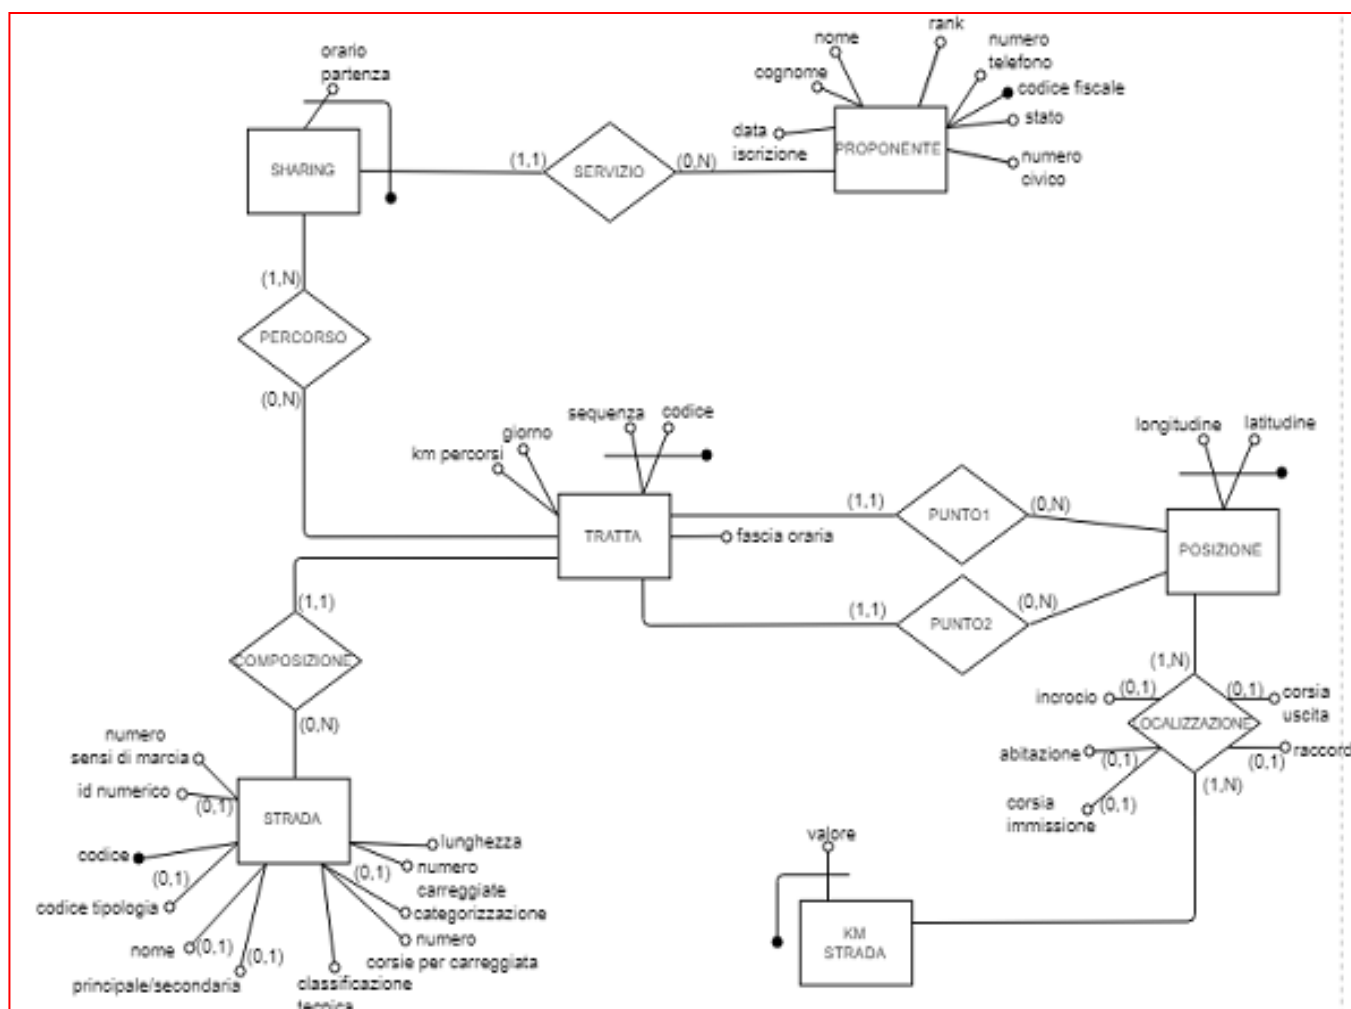 orario
partenza
SHARING
(1,1)
SERVIZIO
(0,N)
nome
rank
cognome
numero
telefono
codice fiscale
stato
data
iscrizione
PROPONENTE
numero
civico
(1,N)
PERCORSO
(0,N)
sequenza
codice
giorno
km percorsi
TRATTA
fascia oraria
(1,1)
PUNTO1
(0,N)
longitudine
latitudine
POSIZIONE
(1,1)
PUNTO2
(0,N)
(1,1)
COMPOSIZIONE
(0,N)
(1,N)
incrocio
(0,1)
(0,1)
corsia
uscita
LOCALIZZAZIONE
abitazione
(0,1)
(0,1)
raccord
corsia
immissione
(0,1)
(1,N)
numero
sensi di marcia
id numerico
(0,1)
STRADA
codice
(0,1)
codice tipologia
nome
(0,1)
(0,1)
principale/secondaria
classificazione
tecnica
lunghezza
(0,1)
numero
carreggiate
categorizzazione
numero
corsie per carreggiata
valore
KM
STRADA